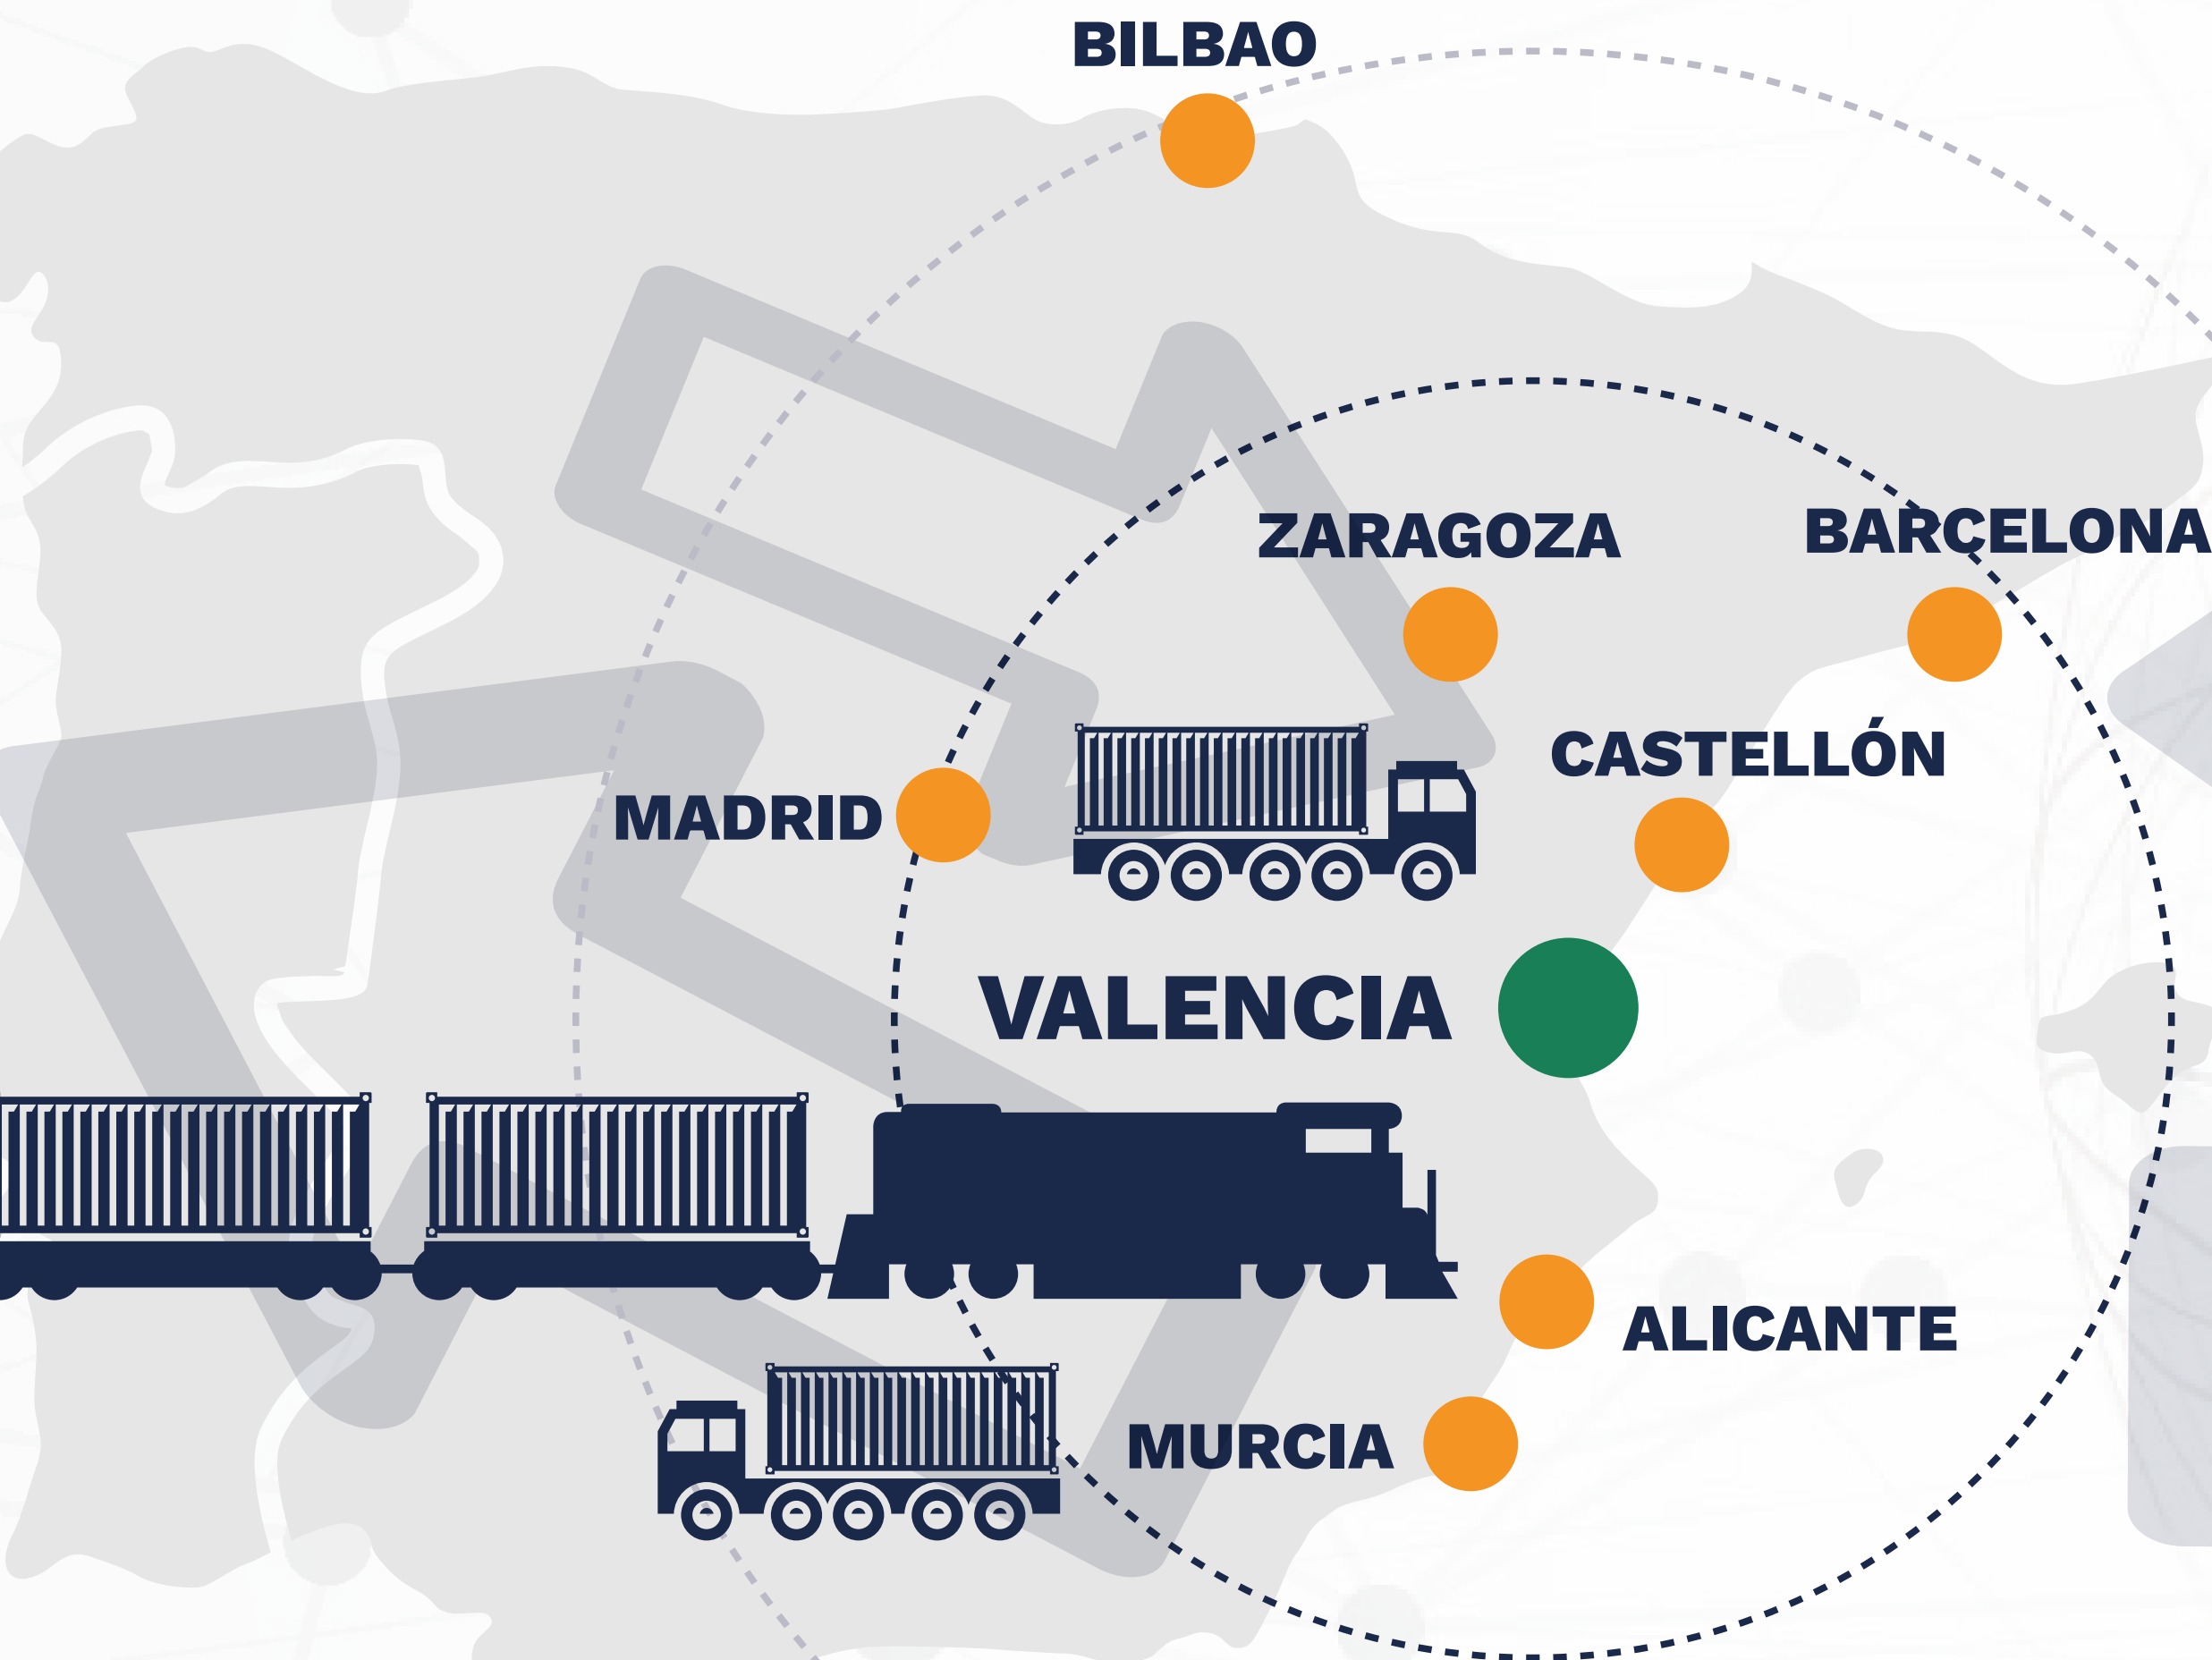 BILBAO
ZARAGOZA
BARCELONA
CASTELLÓN
MADRID
VALENCIA
ALICANTE
MURCIA